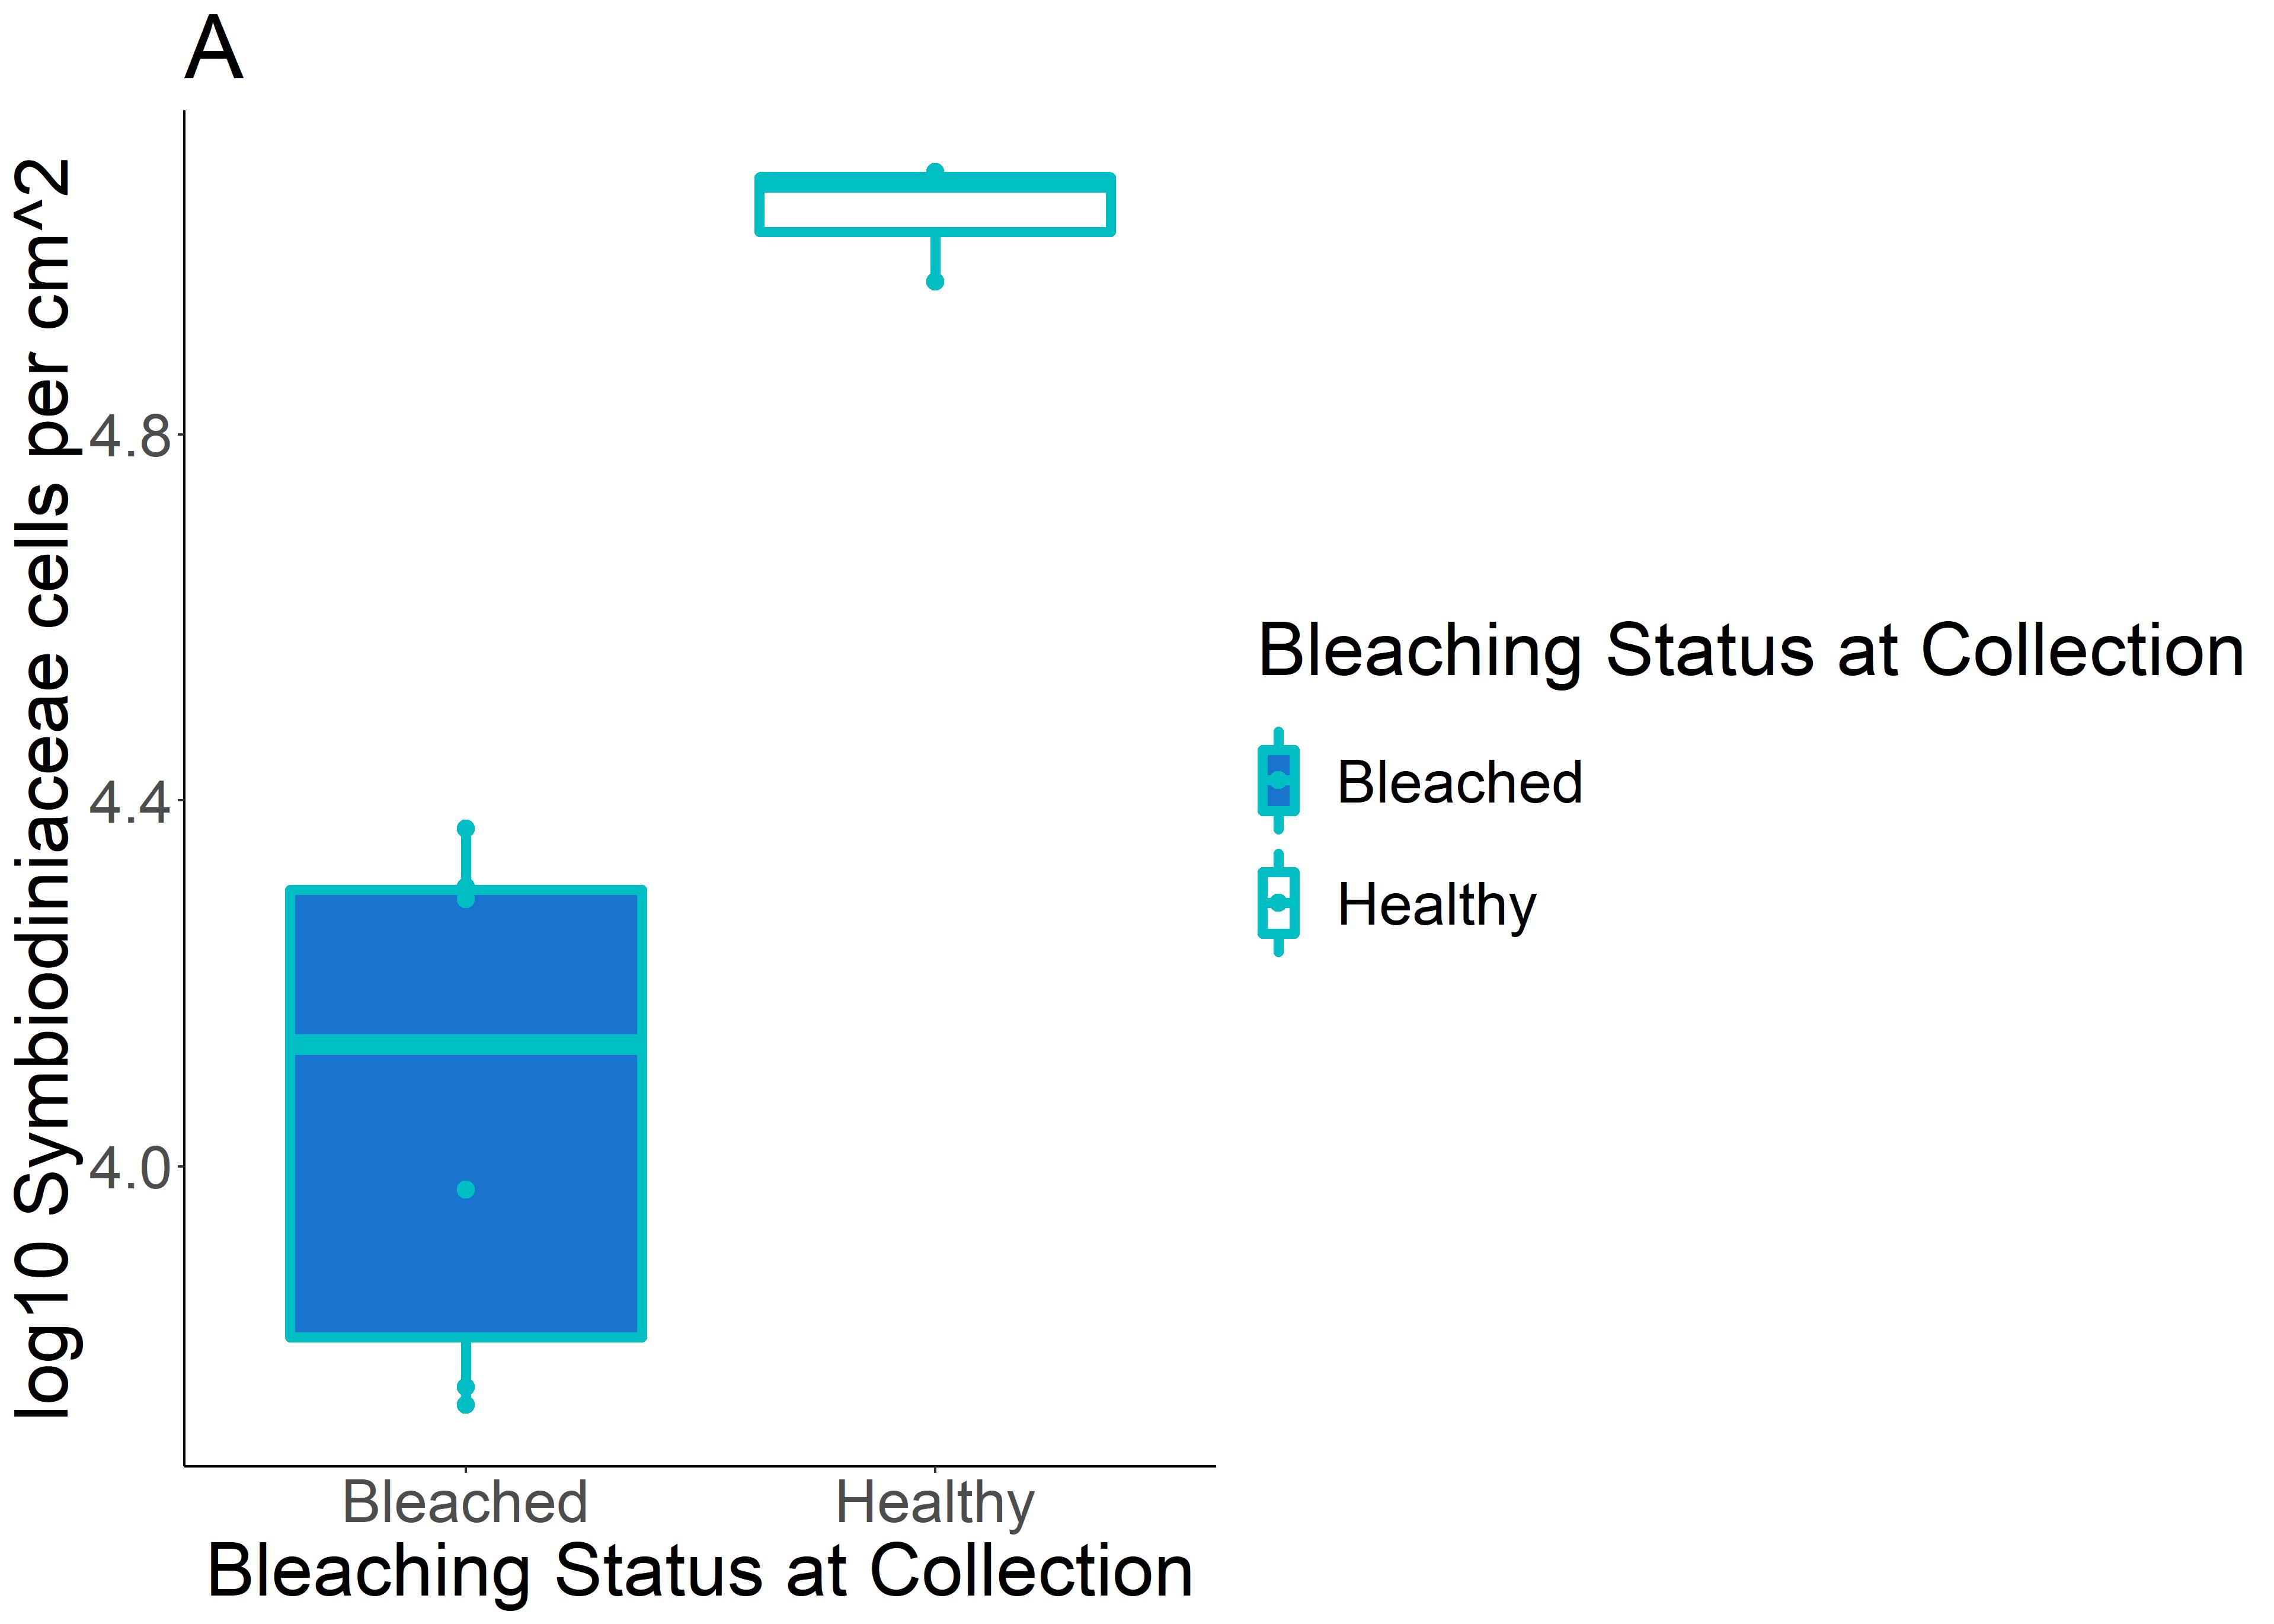 A
log10 Symbiodiniaceae cells per cm^2
4.8
4.4
4.0
Bleached
Healthy
Bleaching Status at Collection
Bleaching Status at Collection
Bleached
Healthy